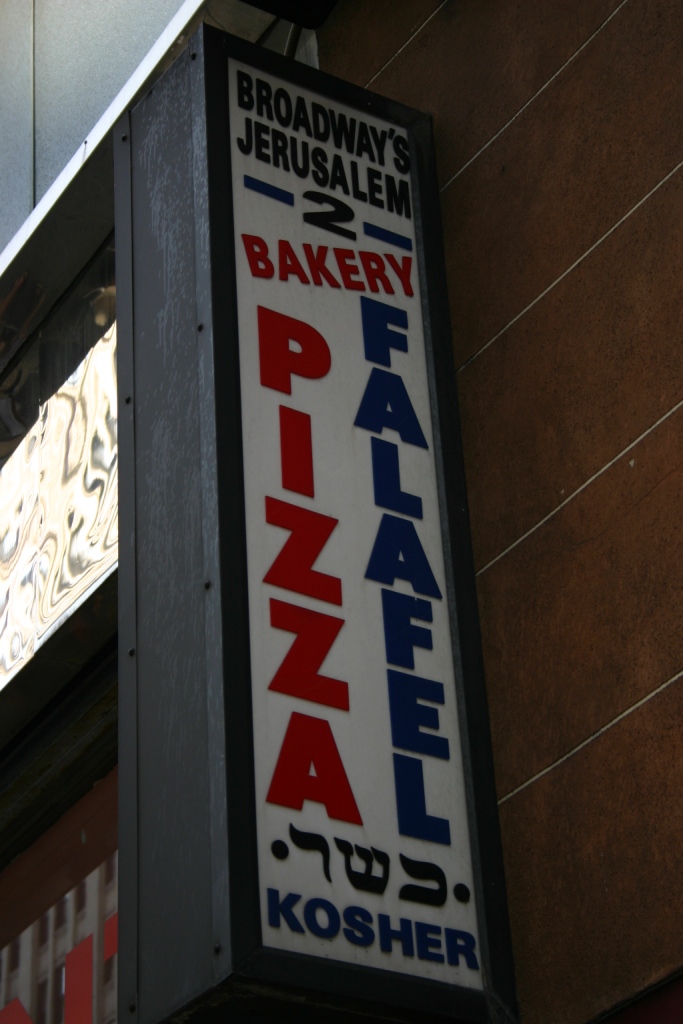 BROADWAY'S
JERUSALEM
- 2 -
BAKERY
PIZZA
FALAFEL
•כשר•
KOSHER